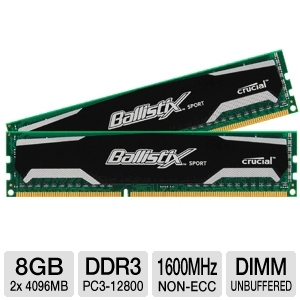 Ballistix SPORT
crucial
Ballistix SPORT
crucial
8GB
2x 4096MB
DDR3
PC3-12800
1600MHz
NON-ECC
DIMM
UNBUFFERED